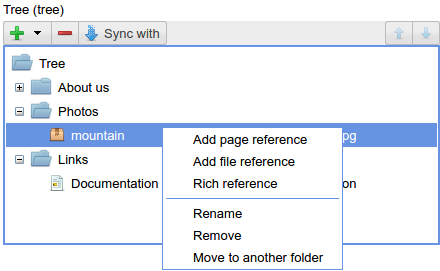 Tree (tree)
Sync with
Tree
About us
Photos
mountain pg
Add page reference
Add file reference
Links
Rich reference
Documentation on
Rename
Remove
Move to another folder